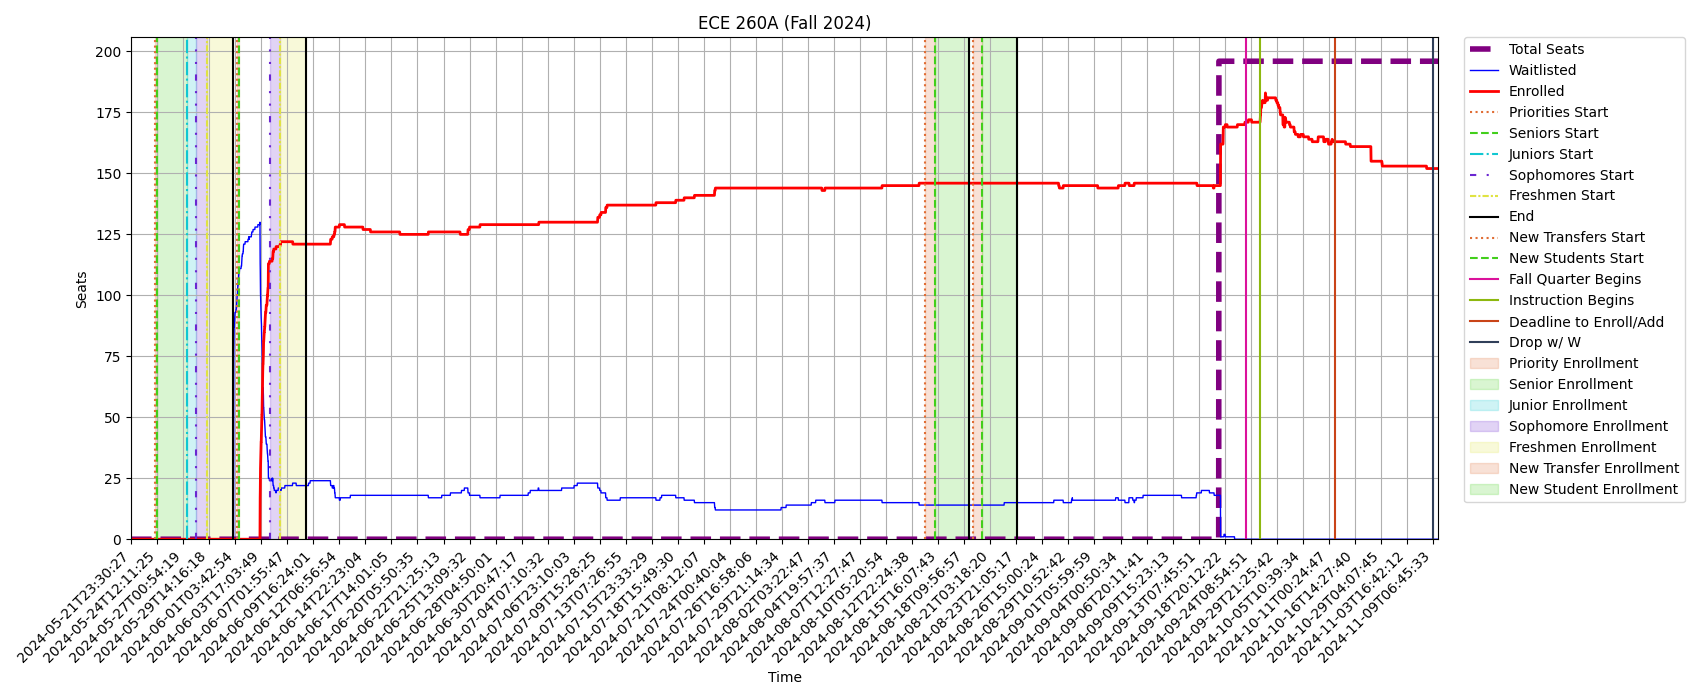 ECE 260A (Fall 2024)
Seats
200
175
150
125
100
75
50
25
0
2024-05-21T23:30:27
2024-05-24T12:11:25
2024-05-27T00:54:19
2024-05-29T14:16:18
2024-06-01T03:42:54
2024-06-03T17:03:49
2024-06-07T01:55:47
2024-06-09T16:24:01
2024-06-12T06:56:54
2024-06-14T22:23:04
2024-06-17T14:01:05
2024-06-20T05:50:35
2024-06-22T21:25:13
2024-06-25T13:09:32
2024-06-28T04:50:01
2024-06-30T20:47:17
2024-07-04T07:10:32
2024-07-06T23:10:03
2024-07-09T15:28:25
2024-07-13T07:26:55
2024-07-15T23:33:29
2024-07-18T15:49:30
2024-07-21T08:12:07
2024-07-24T00:40:04
2024-07-26T16:58:06
2024-07-29T11:14:34
2024-08-02T03:22:47
2024-08-04T19:57:37
2024-08-07T12:27:47
2024-08-10T05:20:54
2024-08-12T22:24:38
2024-08-15T16:07:43
2024-08-18T09:56:57
2024-08-21T03:18:20
2024-08-23T21:05:17
2024-08-26T15:00:24
2024-08-29T10:52:42
2024-09-01T05:59:59
2024-09-04T00:50:34
2024-09-06T20:11:41
2024-09-13T15:23:13
2024-09-13T07:45:51
2024-09-18T20:12:22
2024-09-24T08:54:51
2024-09-29T21:25:42
2024-10-05T10:39:34
2024-10-11T00:24:47
2024-10-16T14:27:40
2024-10-29T04:07:45
2024-11-03T16:42:12
2024-11-09T06:45:33
Time
Total Seats
Waitlisted
Enrolled
Priorities Start
Seniors Start
Juniors Start
Sophomores Start
Freshmen Start
End
New Transfers Start
New Students Start
Fall Quarter Begins
Instruction Begins
Deadline to Enroll/Add
Drop w/ W
Priority Enrollment
Senior Enrollment
Junior Enrollment
Sophomore Enrollment
Freshmen Enrollment
New Transfer Enrollment
New Student Enrollment